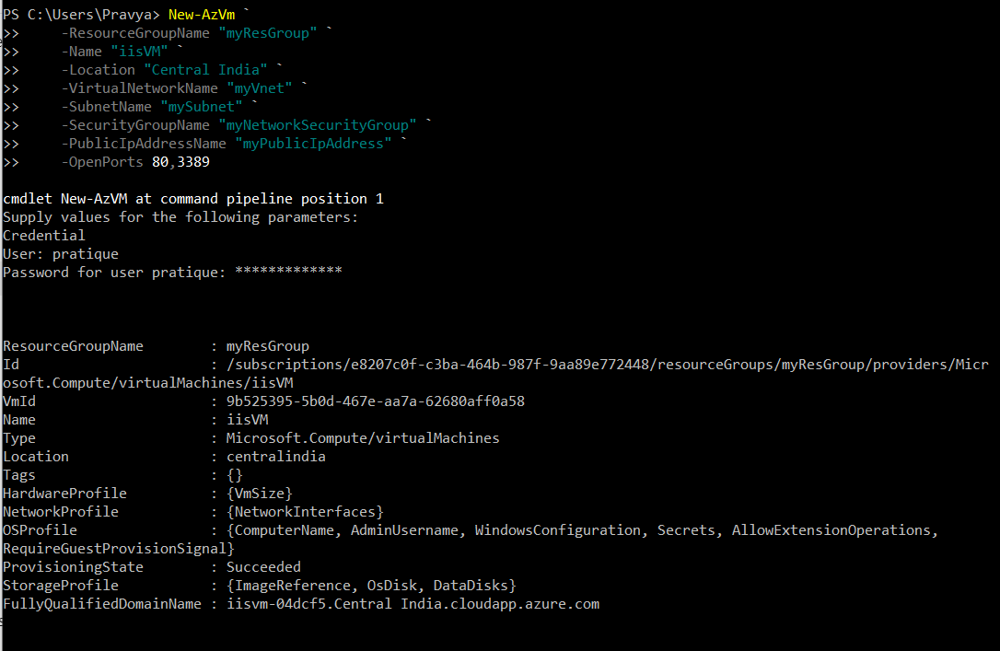 PS C:\Users\Pravya> New-AzVm `
>>     -ResourceGroupName "myResGroup" `
>>     -Name "iisVM" `
>>     -Location "Central India" `
>>     -VirtualNetworkName "myVnet" `
>>     -SubnetName "mySubnet" `
>>     -SecurityGroupName "myNetworkSecurityGroup" `
>>     -PublicIpAddressName "myPublicIpAddress" `
>>     -OpenPorts 80,3389
cmdlet New-AzVM at command pipeline position 1
Supply values for the following parameters:
Credential
User: pratique
Password for user pratique: *************
ResourceGroupName        : myResGroup
Id                       : /subscriptions/e8207c0f-c3ba-464b-987f-9aa89e772448/resourceGroups/myResGroup/providers/Micr
osoft.Compute/virtualMachines/iisVM
VmId                     : 9b525395-5b0d-467e-aa7a-62680aff0a58
Name                     : iisVM
Type                     : Microsoft.Compute/virtualMachines
Location                 : centralindia
Tags                     : {}
HardwareProfile          : {VmSize}
NetworkProfile           : {NetworkInterfaces}
OSProfile                : {ComputerName, AdminUsername, WindowsConfiguration, Secrets, AllowExtensionOperations,
RequireGuestProvisionSignal}
ProvisioningState        : Succeeded
StorageProfile           : {ImageReference, OsDisk, DataDisks}
FullyQualifiedDomainName : iisvm-04dcf5.Central India.cloudapp.azure.com